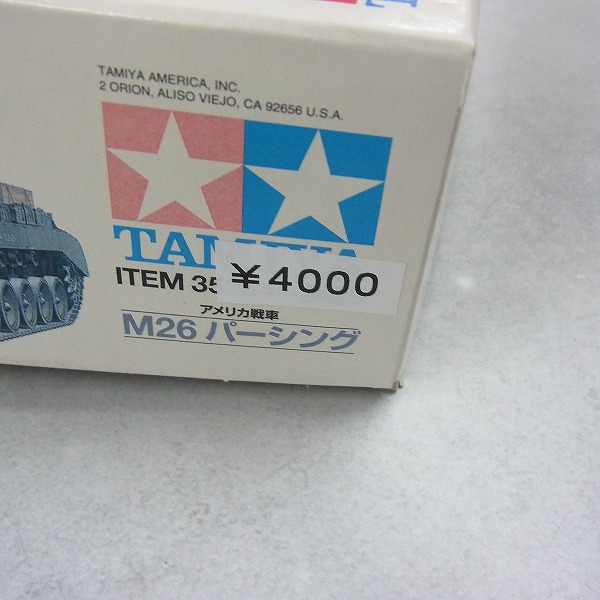 TAMIYA AMERICA, INC.
2 ORION, ALISO VIEJO, CA 92656 U.S.A.
TAMIYA
ITEM 35
¥4000
アメリカ戦車
M26 パーシング